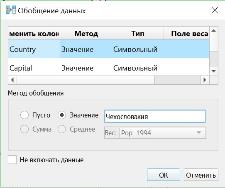 Обобщение данных
менить колон Метод Тип Поле веса
Country Значение Символьный
Capital Значение Символьный
Метод обобщения
Пусто Значение Чехословакия
Сумма Среднее Вес: Pop_1994
Не включать данные
OK Отменить